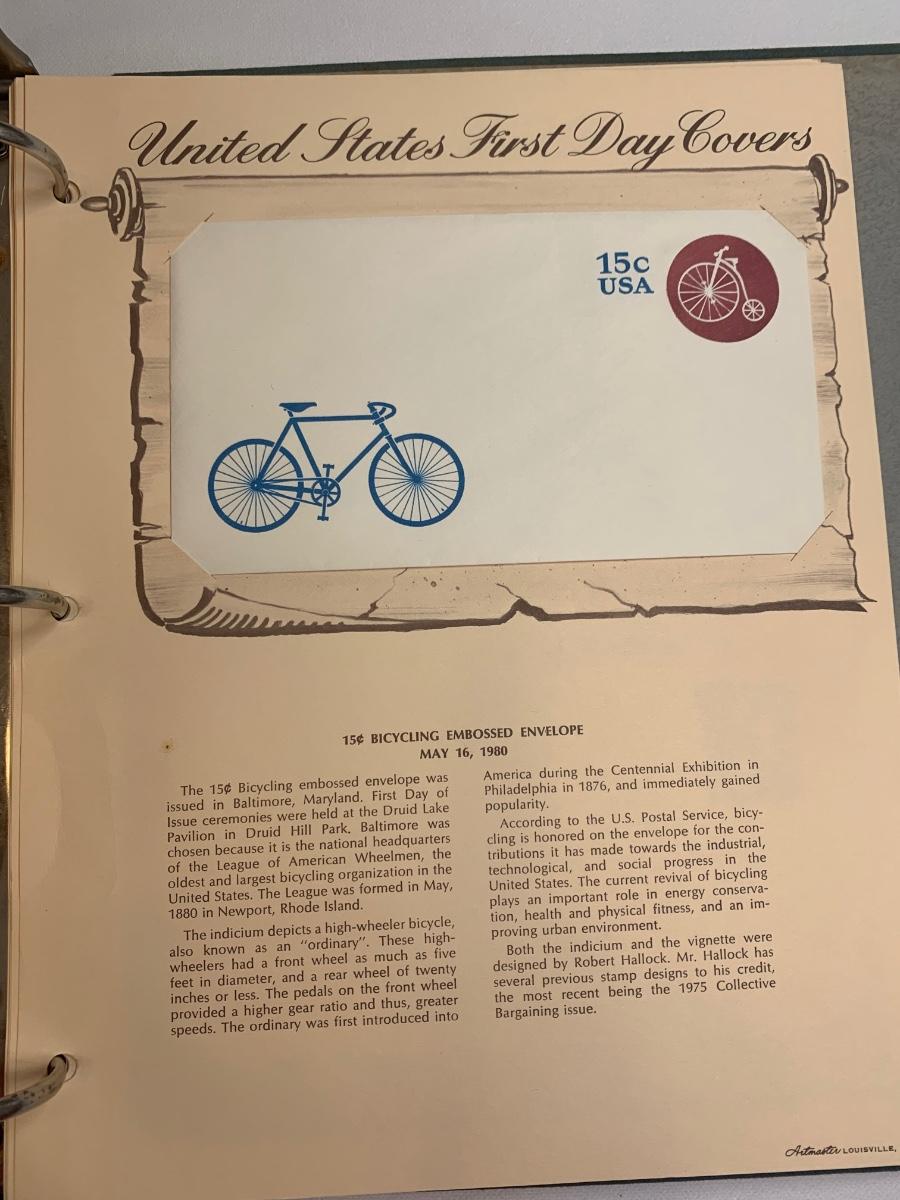 United States First Day Covers
15c
USA
15¢ BICYCLING EMBOSSED ENVELOPE
MAY 16, 1980
The 15¢ Bicycling embossed envelope was
issued in Baltimore, Maryland. First Day of
Issue ceremonies were held at the Druid Lake
Pavilion in Druid Hill Park. Baltimore was
chosen because it is the national headquarters
of the League of American Wheelmen, the
oldest and largest bicycling organization in the
United States. The League was formed in May,
1880 in Newport, Rhode Island.
The indicium depicts a high-wheeler bicycle,
also known as an "ordinary". These high-
wheelers had a front wheel as much as five
feet in diameter, and a rear wheel of twenty
inches or less. The pedals on the front wheel
provided a higher gear ratio and thus, greater
speeds. The ordinary was first introduced into
America during the Centennial Exhibition in
Philadelphia in 1876, and immediately gained
popularity.
According to the U.S. Postal Service, bicy-
cling is honored on the envelope for the con-
tributions it has made towards the industrial,
technological, and social progress in the
United States. The current revival of bicycling
plays an important role in energy conserva-
tion, health and physical fitness, and an im-
proving urban environment.
Both the indicium and the vignette were
designed by Robert Hallock. Mr. Hallock has
several previous stamp designs to his credit,
the most recent being the 1975 Collective
Bargaining issue.
Artmaster LOUISVILLE,